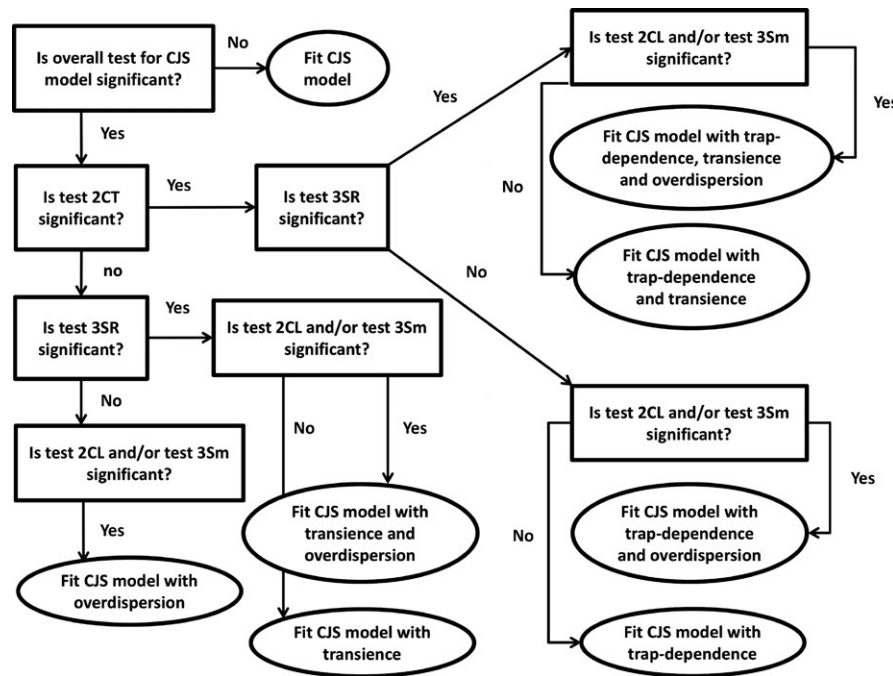 Is overall test for CJS
model significant?
No
Fit CJS
model
Yes
Is test 2CT
significant?
Yes
Is test 3SR
significant?
Yes
Is test 2CL and/or test 3Sm
significant?
Yes
Fit CJS model with trap-
dependence, transience
and overdispersion
No
Fit CJS model with
trap-dependence
and transience
No
Is test 2CL and/or test 3Sm
significant?
Yes
Fit CJS model with
trap-dependence
and overdispersion
No
Fit CJS model with
trap-dependence
no
Is test 3SR
significant?
Yes
Is test 2CL and/or test 3Sm
significant?
No
Yes
Fit CJS model with
transience and
overdispersion
Fit CJS model with
transience
No
Is test 2CL and/or test 3Sm
significant?
Yes
Fit CJS model with
overdispersion